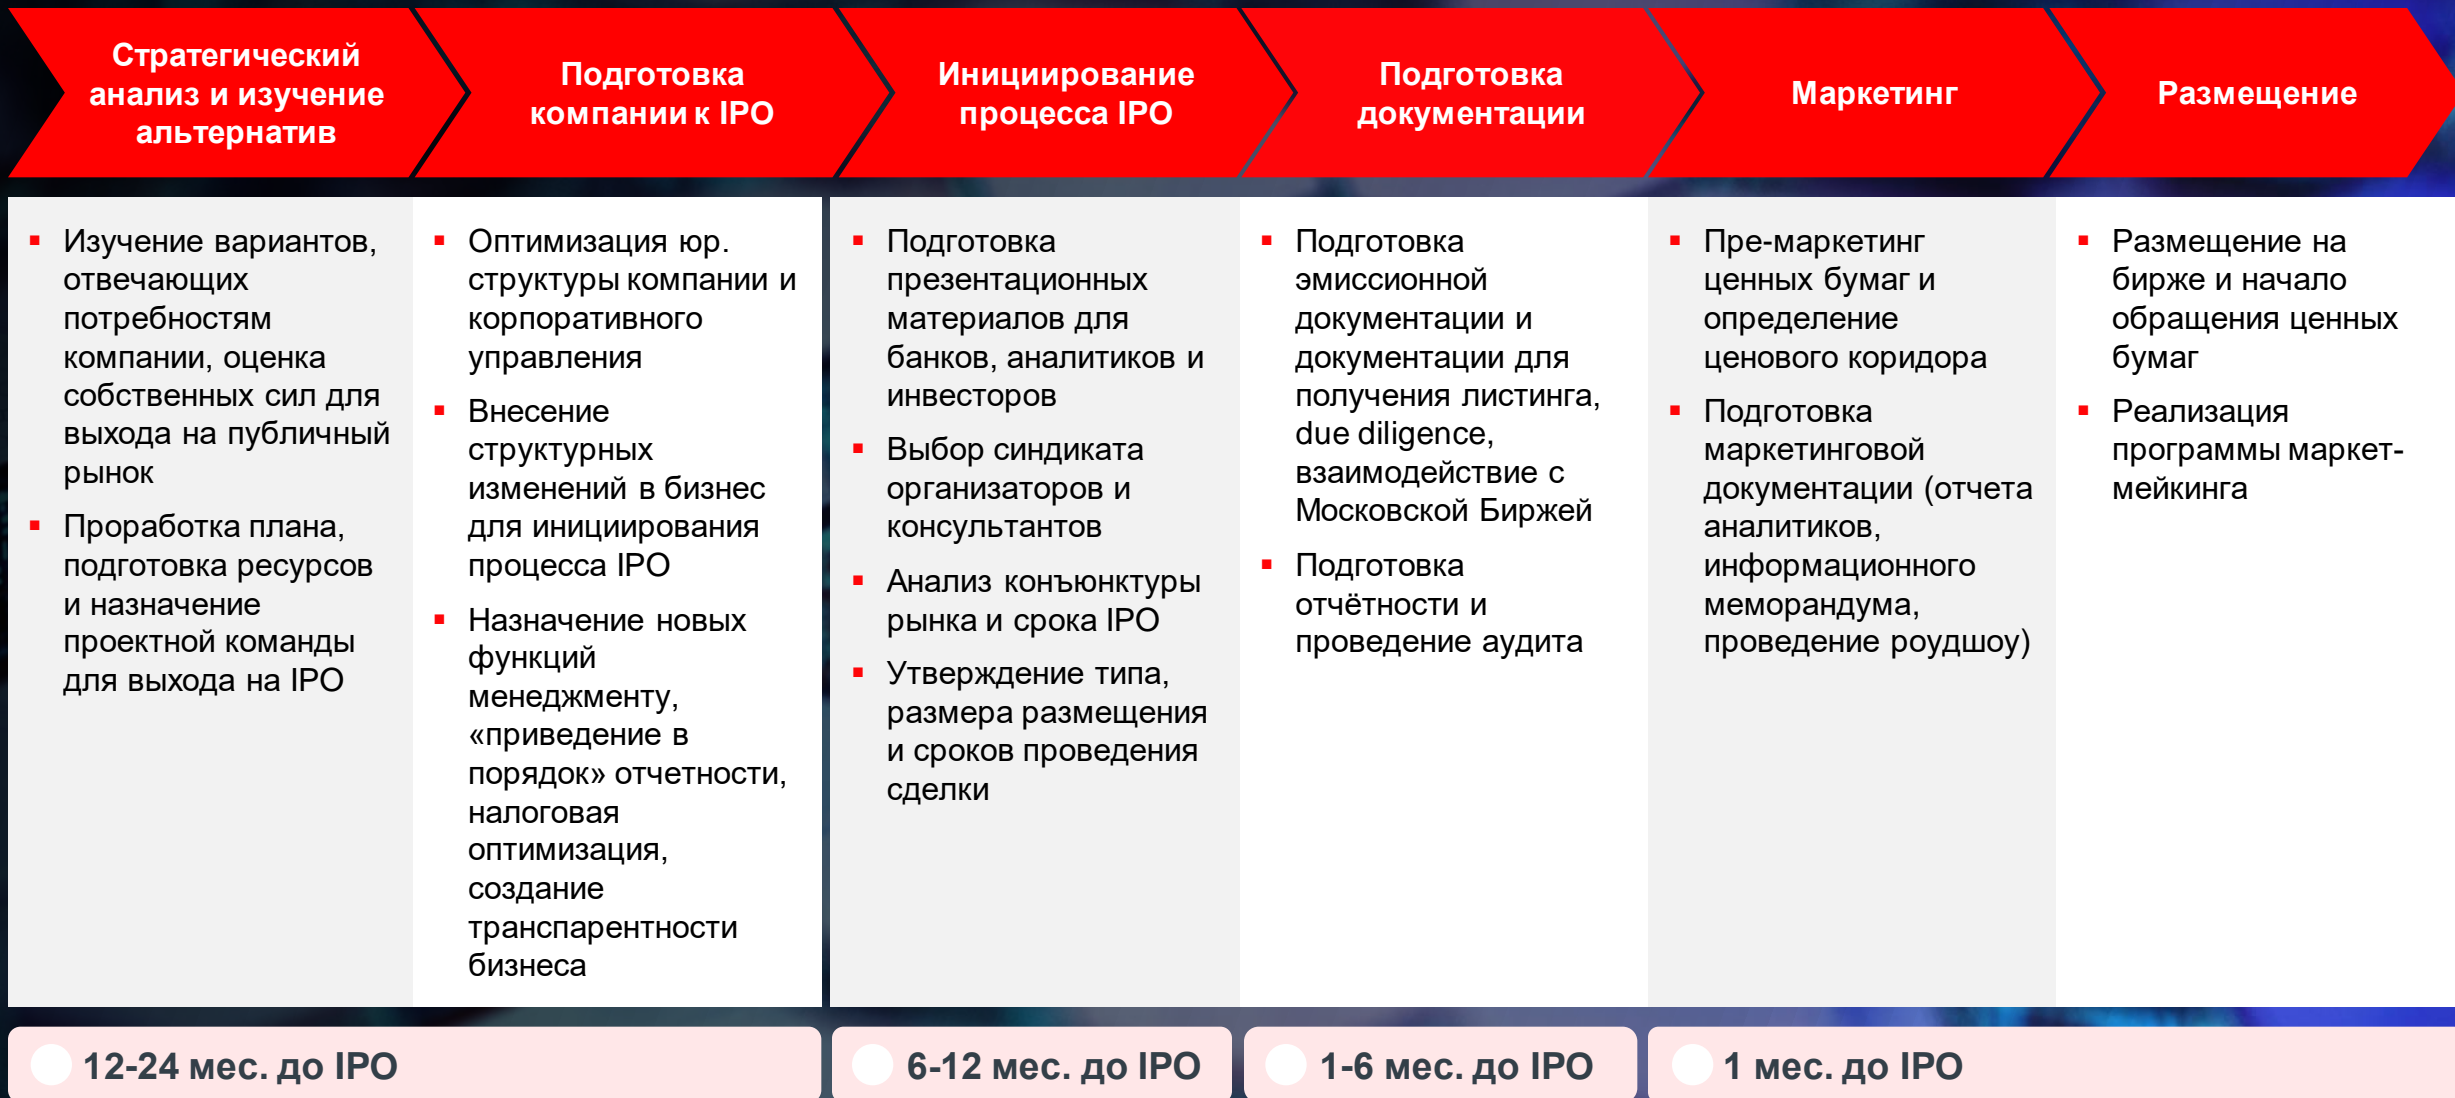 Стратегический
анализ и изучение
альтернатив
Подготовка
компании к IPO
Инициирование
процесса IPO
Подготовка
документации
Маркетинг
Размещение
▪ Изучение вариантов,
отвечающих
потребностям
компании, оценка
собственных сил для
выхода на публичный
рынок
▪ Проработка плана,
подготовка ресурсов
и назначение
проектной команды
для выхода на IPO
▪ Оптимизация юр.
структуры компании и
корпоративного
управления
▪ Внесение
структурных
изменений в бизнес
для инициирования
процесса IPO
▪ Назначение новых
функций
менеджменту,
«приведение в
порядок» отчетности,
налоговая
оптимизация,
создание
транспарентности
бизнеса
▪ Подготовка
презентационных
материалов для
банков, аналитиков и
инвесторов
▪ Выбор синдиката
организаторов и
консультантов
▪ Анализ конъюнктуры
рынка и срока IPO
▪ Утверждение типа,
размера размещения
и сроков проведения
сделки
▪ Подготовка
эмиссионной
документации и
документации для
получения листинга,
due diligence,
взаимодействие с
Московской Биржей
▪ Подготовка
отчётности и
проведение аудита
▪ Пре-маркетинг
ценных бумаг и
определение
ценового коридора
▪ Подготовка
маркетинговой
документации (отчета
аналитиков,
информационного
меморандума,
проведение роудшоу)
▪ Размещение на
бирже и начало
обращения ценных
бумаг
▪ Реализация
программы маркет-
мейкинга
12-24 мес. до IPO
6-12 мес. до IPO
1-6 мес. до IPO
1 мес. до IPO